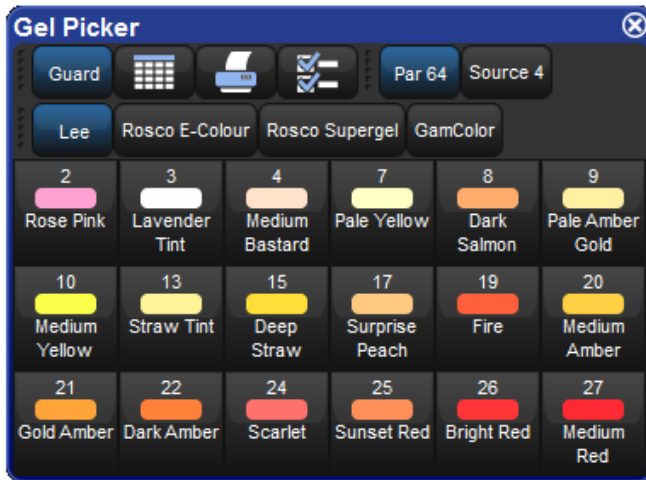 Gel Picker
Guard Par 64 Source 4
Lee Rosco E-Colour Rosco Supergel GamColor
2 3 4 7 8 9
Rose Pink Lavender Tint Medium Bastard Pale Yellow Dark Salmon Pale Amber Gold
10 13 15 17 19 20
Medium Yellow Straw Tint Deep Straw Surprise Peach Fire Medium Amber
21 22 24 25 26 27
Gold Amber Dark Amber Scarlet Sunset Red Bright Red Medium Red